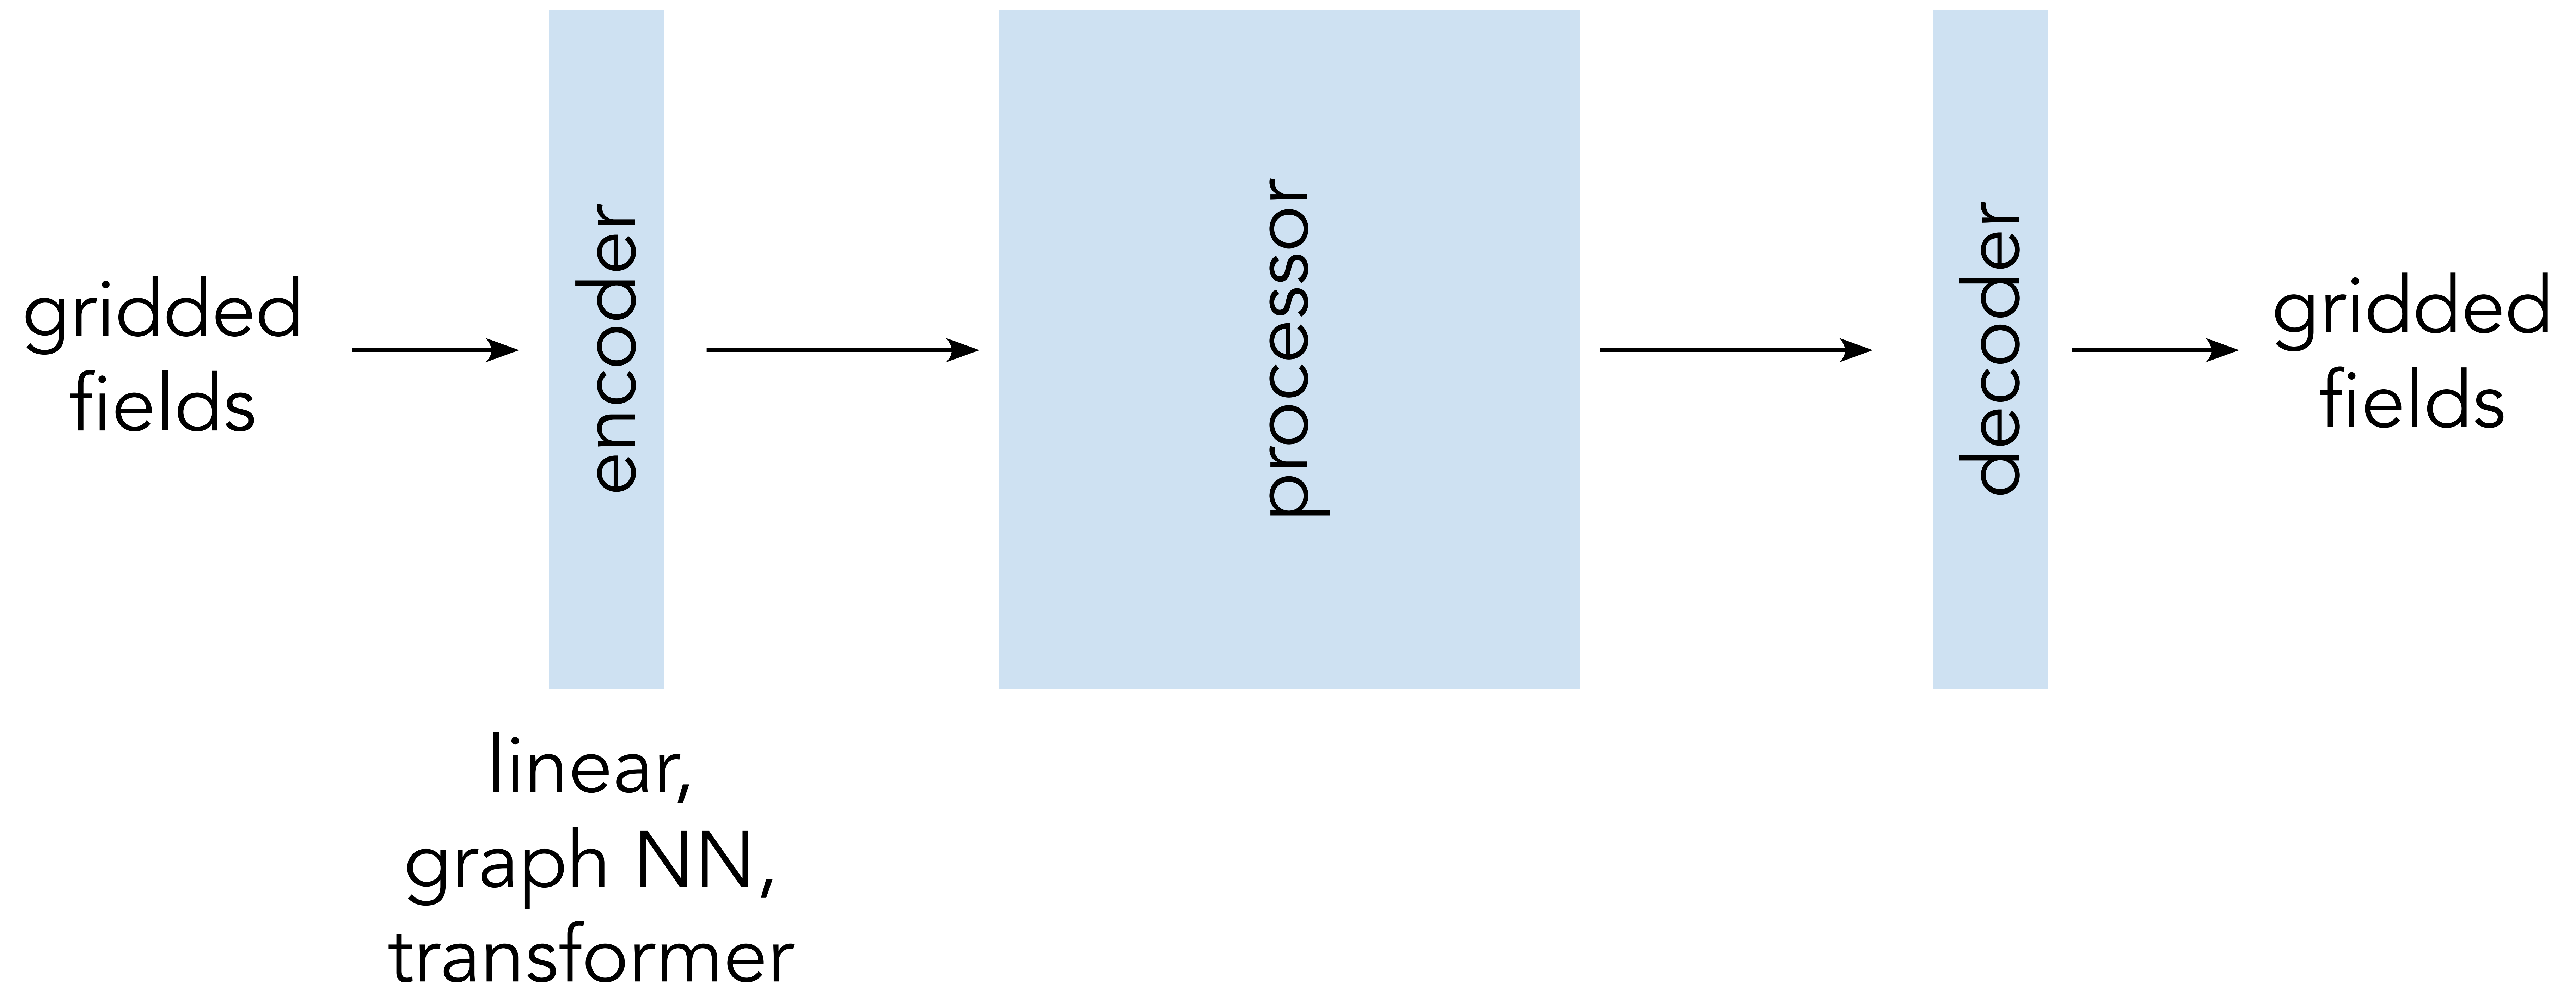 gridded
fields
encoder
linear,
graph NN,
transformer
processor
decoder
gridded
fields